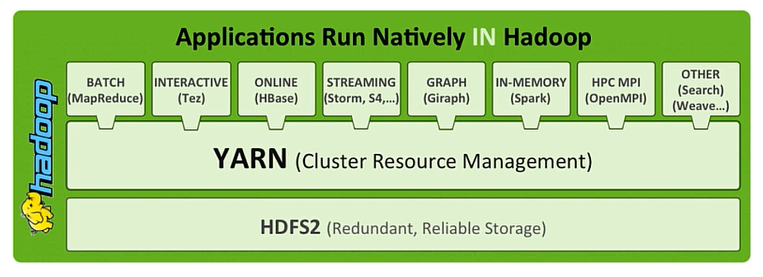 Applications Run Natively IN Hadoop
hadoop
BATCH
(MapReduce)
INTERACTIVE
(Tez)
ONLINE
(HBase)
STREAMING
(Storm, S4,...)
GRAPH
(Giraph)
IN-MEMORY
(Spark)
HPC MPI
(OpenMPI)
OTHER
(Search)
(Weave...)
YARN (Cluster Resource Management)
HDFS2 (Redundant, Reliable Storage)